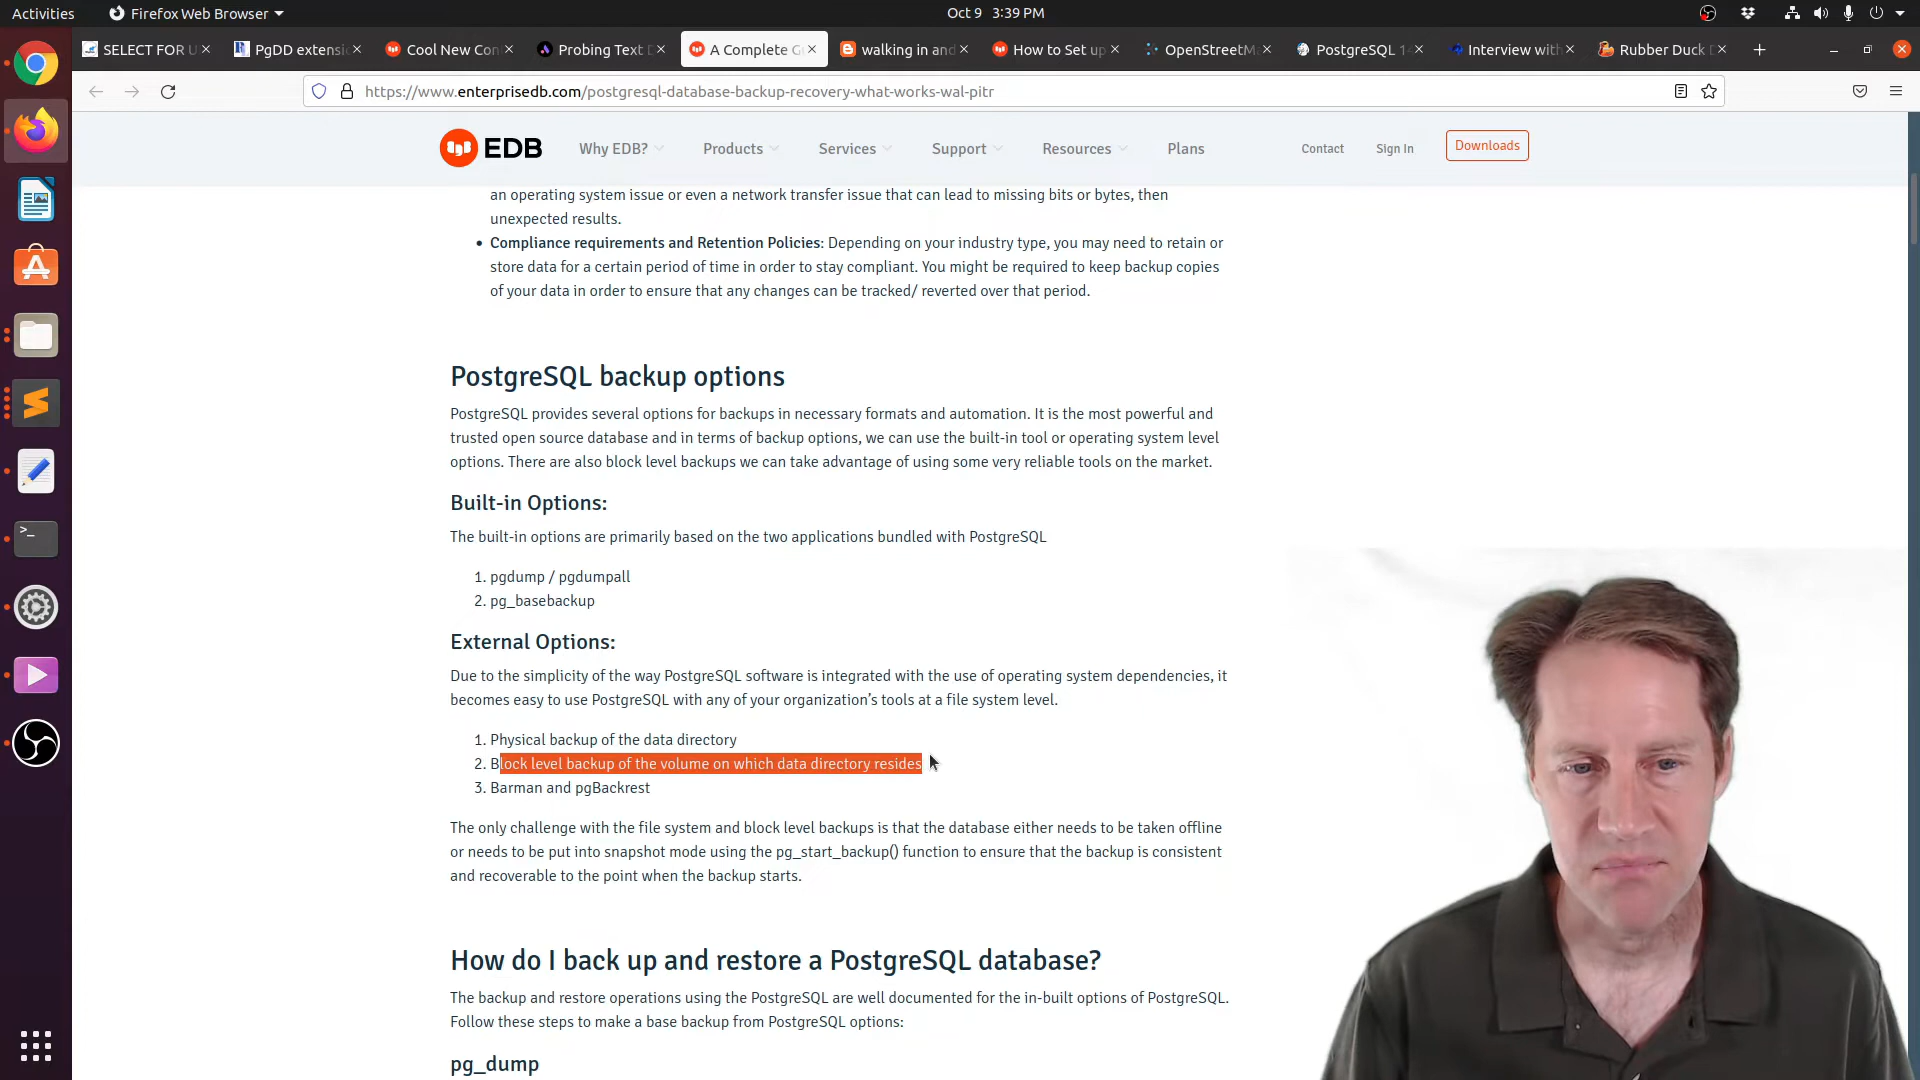 Activities
Firefox Web Browser
Oct 9 3:39 PM
SELECT FOR U
PgDD extensi
Cool New Con
Probing Text D
A Complete G
walking in and
How to Set up
OpenStreetMa
PostgreSQL 14
Interview with
Rubber Duck D
https://www.enterprisedb.com/postgresql-database-backup-recovery-what-works-wal-pitr
EDB
Why EDB?
Products
Services
Support
Resources
Plans
Contact
Sign In
Downloads
an operating system issue or even a network transfer issue that can lead to missing bits or bytes, then
unexpected results.
• Compliance requirements and Retention Policies: Depending on your industry type, you may need to retain or
store data for a certain period of time in order to stay compliant. You might be required to keep backup copies
of your data in order to ensure that any changes can be tracked/ reverted over that period.
PostgreSQL backup options
PostgreSQL provides several options for backups in necessary formats and automation. It is the most powerful and
trusted open source database and in terms of backup options, we can use the built-in tool or operating system level
options. There are also block level backups we can take advantage of using some very reliable tools on the market.
Built-in Options:
The built-in options are primarily based on the two applications bundled with PostgreSQL
1. pgdump / pgdumpall
2. pg_basebackup
External Options:
Due to the simplicity of the way PostgreSQL software is integrated with the use of operating system dependencies, it
becomes easy to use PostgreSQL with any of your organization's tools at a file system level.
1. Physical backup of the data directory
2. Block level backup of the volume on which data directory resides
3. Barman and pgBackrest
The only challenge with the file system and block level backups is that the database either needs to be taken offline
or needs to be put into snapshot mode using the pg_start_backup() function to ensure that the backup is consistent
and recoverable to the point when the backup starts.
How do I back up and restore a PostgreSQL database?
The backup and restore operations using the PostgreSQL are well documented for the in-built options of PostgreSQL.
Follow these steps to make a base backup from PostgreSQL options:
pg_dump